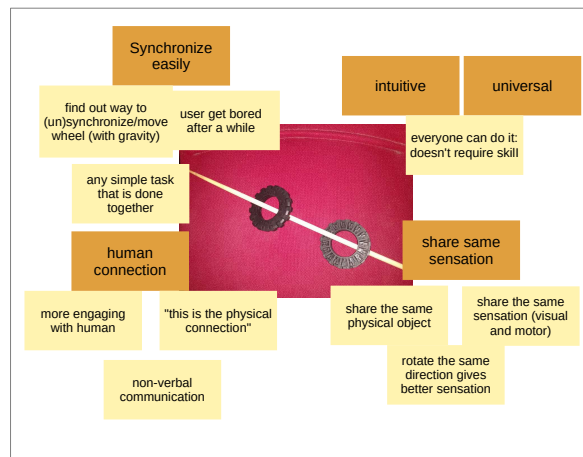 Synchronize
easily
find out way to
(un)synchronize/move
wheel (with gravity)
user get bored
after a while
any simple task
that is done
together
human
connection
more engaging
with human
"this is the physical
connection"
non-verbal
communication
intuitive
universal
everyone can do it:
doesn't require skill
share same
sensation
share the same
physical object
share the same
sensation (visual
and motor)
rotate the same
direction gives
better sensation